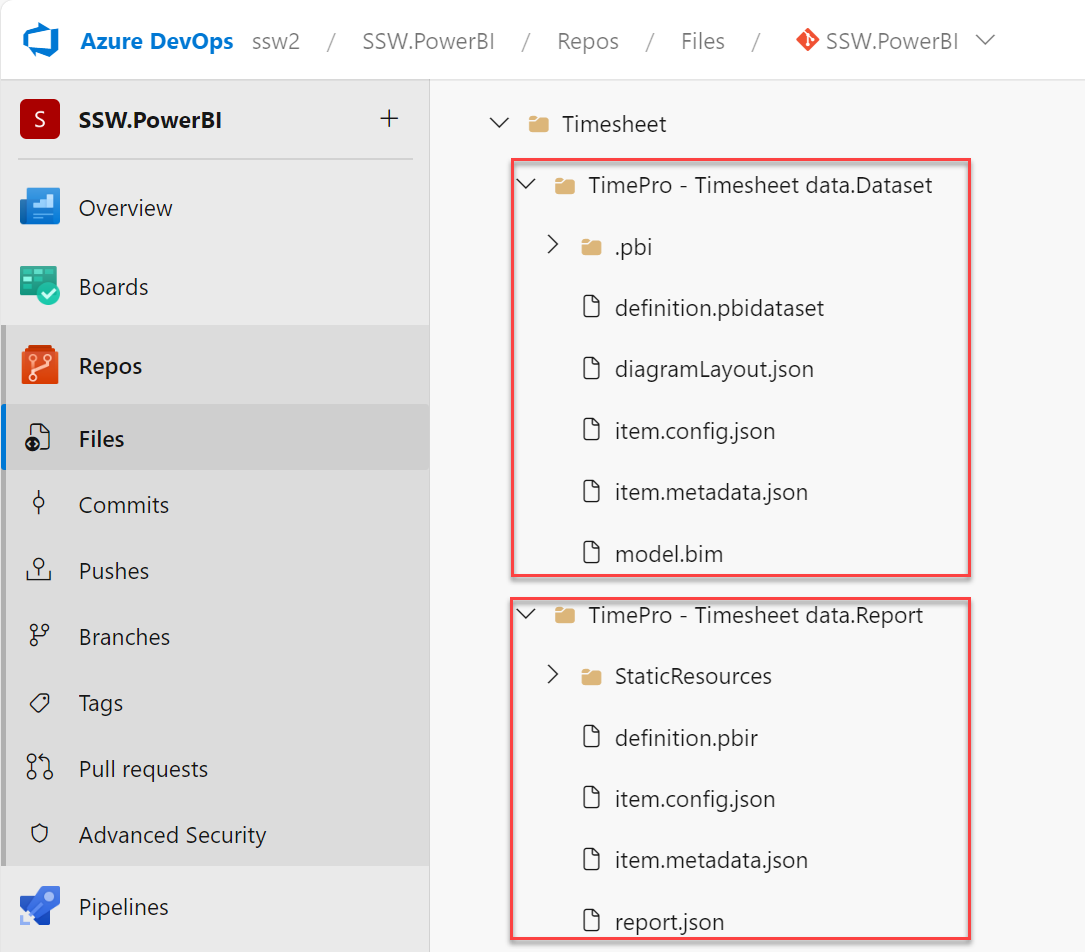 Azure DevOps ssw2 / SSW.PowerBI / Repos / Files / SSW.PowerBI
S SSW.PowerBI +
Overview
Boards
Repos
Files
Commits
Pushes
Branches
Tags
Pull requests
Advanced Security
Pipelines
Timesheet
TimePro - Timesheet data.Dataset
.pbi
definition.pbidataset
diagramLayout.json
item.config.json
item.metadata.json
model.bim
TimePro - Timesheet data.Report
StaticResources
definition.pbir
item.config.json
item.metadata.json
report.json